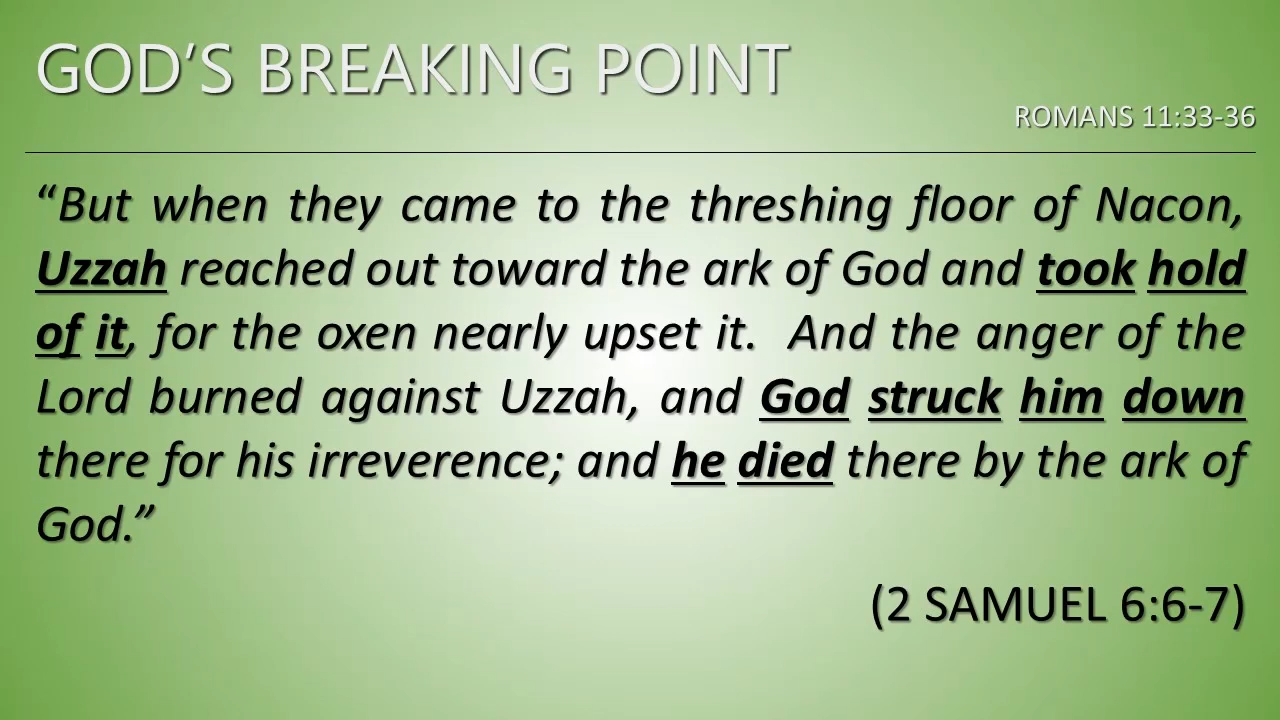 GOD’S BREAKING POINT
ROMANS 11:33-36
“But when they came to the threshing floor of Nacon,
Uzzah reached out toward the ark of God and took hold
of it, for the oxen nearly upset it.  And the anger of the
Lord burned against Uzzah, and God struck him down
there for his irreverence; and he died there by the ark of
God.”
(2 SAMUEL 6:6-7)